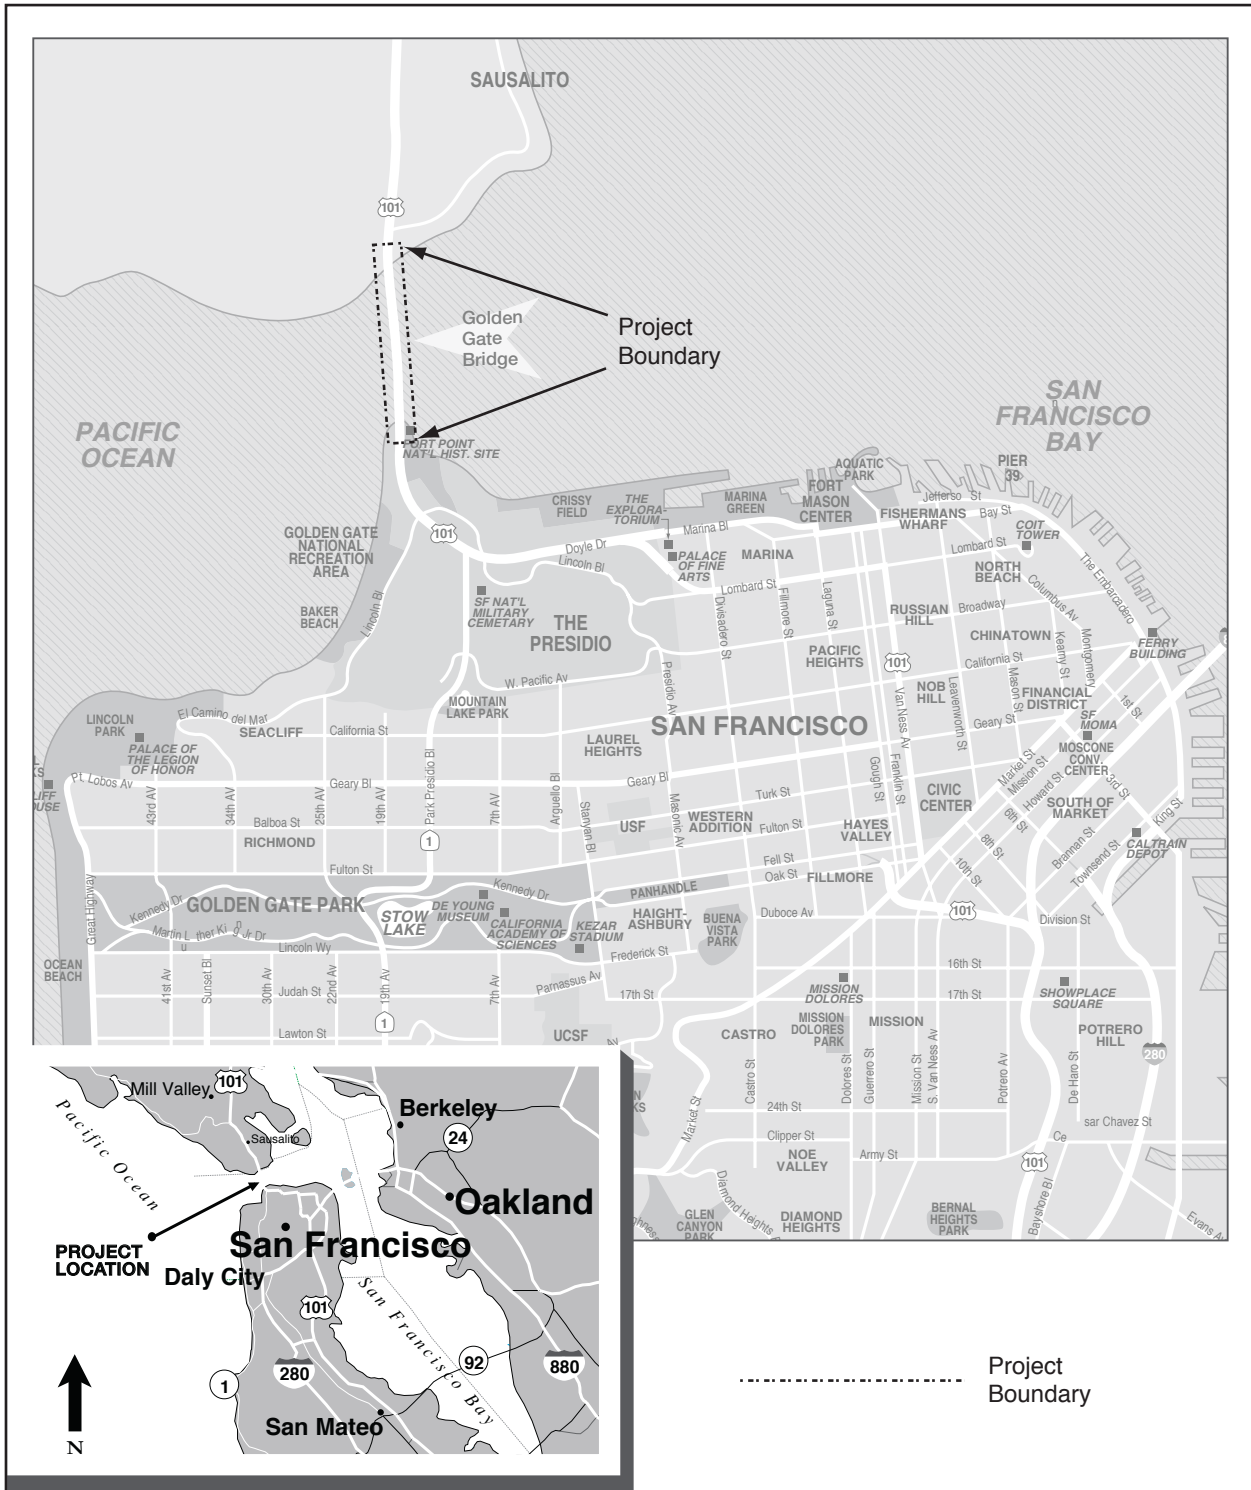 SAUSALITO
101
Golden
Gate
Bridge
Project
Boundary
PACIFIC
OCEAN
SAN
FRANCISCO
BAY
FORT POINT
NAT'L HIST. SITE
AQUATIC
PARK
PIER
39
CRISSY
FIELD
THE
EXPLORA-
TORIUM
MARINA
GREEN
FORT
MASON
CENTER
Jefferso St
FISHERMANS
WHARF
Bay St
COIT
TOWER
101
GOLDEN GATE
NATIONAL
RECREATION
AREA
Doyle Dr
Marina Bl
Lincoln Bl
PALACE
OF FINE
ARTS
MARINA
Lombard St
NORTH
BEACH
The Embarcadero
BAKER
BEACH
Lincoln Bl
SF NAT'L
MILITARY
CEMETARY
THE
PRESIDIO
Lombard St
Divisadero St
Fillmore St
Laguna St
RUSSIAN
HILL
Broadway
Columbus Av
CHINATOWN
Kearny St
Montgomery
FERRY
BUILDING
PACIFIC
HEIGHTS
101
California St
W. Pacific Av
Presidio Av
NOB
HILL
Leavenworth St
Mason St
FINANCIAL
DISTRICT
1st St
MOUNTAIN
LAKE PARK
Van Ness Av
Geary St
SF
MOMA
LINCOLN
PARK
El Camino del Mar
SEACLIFF
California St
SAN FRANCISCO
PALACE OF
THE LEGION
OF HONOR
LAUREL
HEIGHTS
MOSCONE
CONV.
CENTER
Pt. Lobos Av
Geary Bl
Geary Bl
Gough St
Franklin St
Market St
Mission St
Howard St
3rd St
43rd AV
34th AV
25th AV
19th AV
Park Presidio Bl
7th AV
Arguello Bl
Stanyan Bl
Masonic Av
Turk St
CIVIC
CENTER
6th St
SOUTH OF
MARKET
King St
Balboa St
USF
WESTERN
ADDITION
Fulton St
HAYES
VALLEY
8th St
Brannan St
Townsend St
CALTRAIN
DEPOT
RICHMOND
1
Fulton St
Fell St
Oak St
FILLMORE
10th St
Great Highway
Kennedy Dr
GOLDEN GATE PARK
Kennedy Dr
PANHANDLE
DE YOUNG
MUSEUM
STOW
LAKE
CALIFORNIA
ACADEMY OF
SCIENCES
KEZAR
STADIUM
HAIGHT-
ASHBURY
BUENA
VISTA
PARK
Duboce Av
101
Division St
Martin L
u
ther Ki
n
g Jr Dr
Lincoln Wy
Frederick St
OCEAN
BEACH
41st Av
Sunset Bl
30th Av
22nd Av
19th Av
7th Av
Judah St
Parnassus Av
17th St
16th St
MISSION
DOLORES
17th St
SHOWPLACE
SQUARE
1
Lawton St
UCSF
CASTRO
MISSION
DOLORES
PARK
MISSION
POTRERO
HILL
280
Castro St
Dolores St
Guerrero St
Mission St
S. Van Ness Av
Potrero Av
De Haro St
Market St
24th St
sar Chavez St
Ce
Clipper St
NOE
VALLEY
Army St
101
Bayshore Bl
GLEN
CANYON
PARK
Diamond Heights
DIAMOND
HEIGHTS
BERNAL
HEIGHTS
PARK
Evans
Mill Valley
101
Berkeley
24
Pacific Ocean
Sausalito
Oakland
PROJECT
LOCATION
San Francisco
Daly City
101
San Francisco Bay
1
280
92
880
San Mateo
N
Project
Boundary